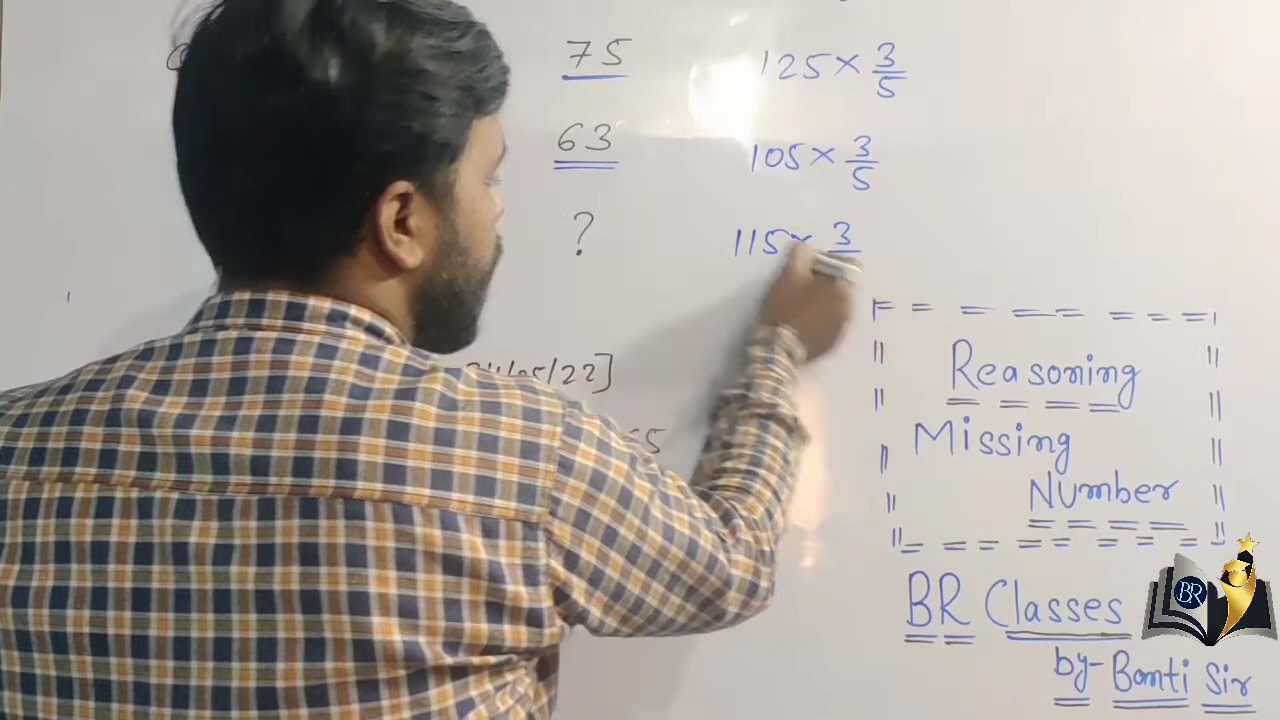 75 125 × 3/5
63 105 × 3/5
? 115 × 3
/22]
Reasoning
Missing
Number
BR Classes
BR
by- Banti Sir